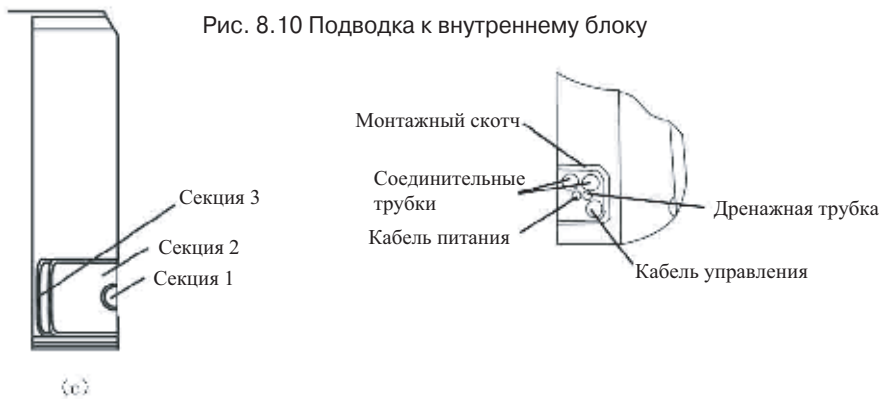 Рис. 8.10 Подводка к внутреннему блоку
Монтажный скотч
Соединительные
трубки
Кабель питания
Дренажная трубка
Кабель управления
Секция 3
Секция 2
Секция 1
(c)